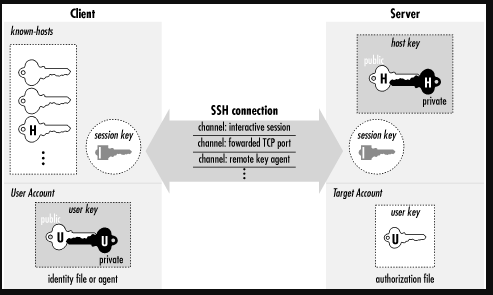 Client
Server
known-hosts
host key
public
H
H
private
H
SSH connection
channel: interactive session
channel: fowarded TCP port
channel: remote key agent
session key
session key
User Account
user key
public
U
U
private
identity file or agent
Target Account
user key
U
authorization file